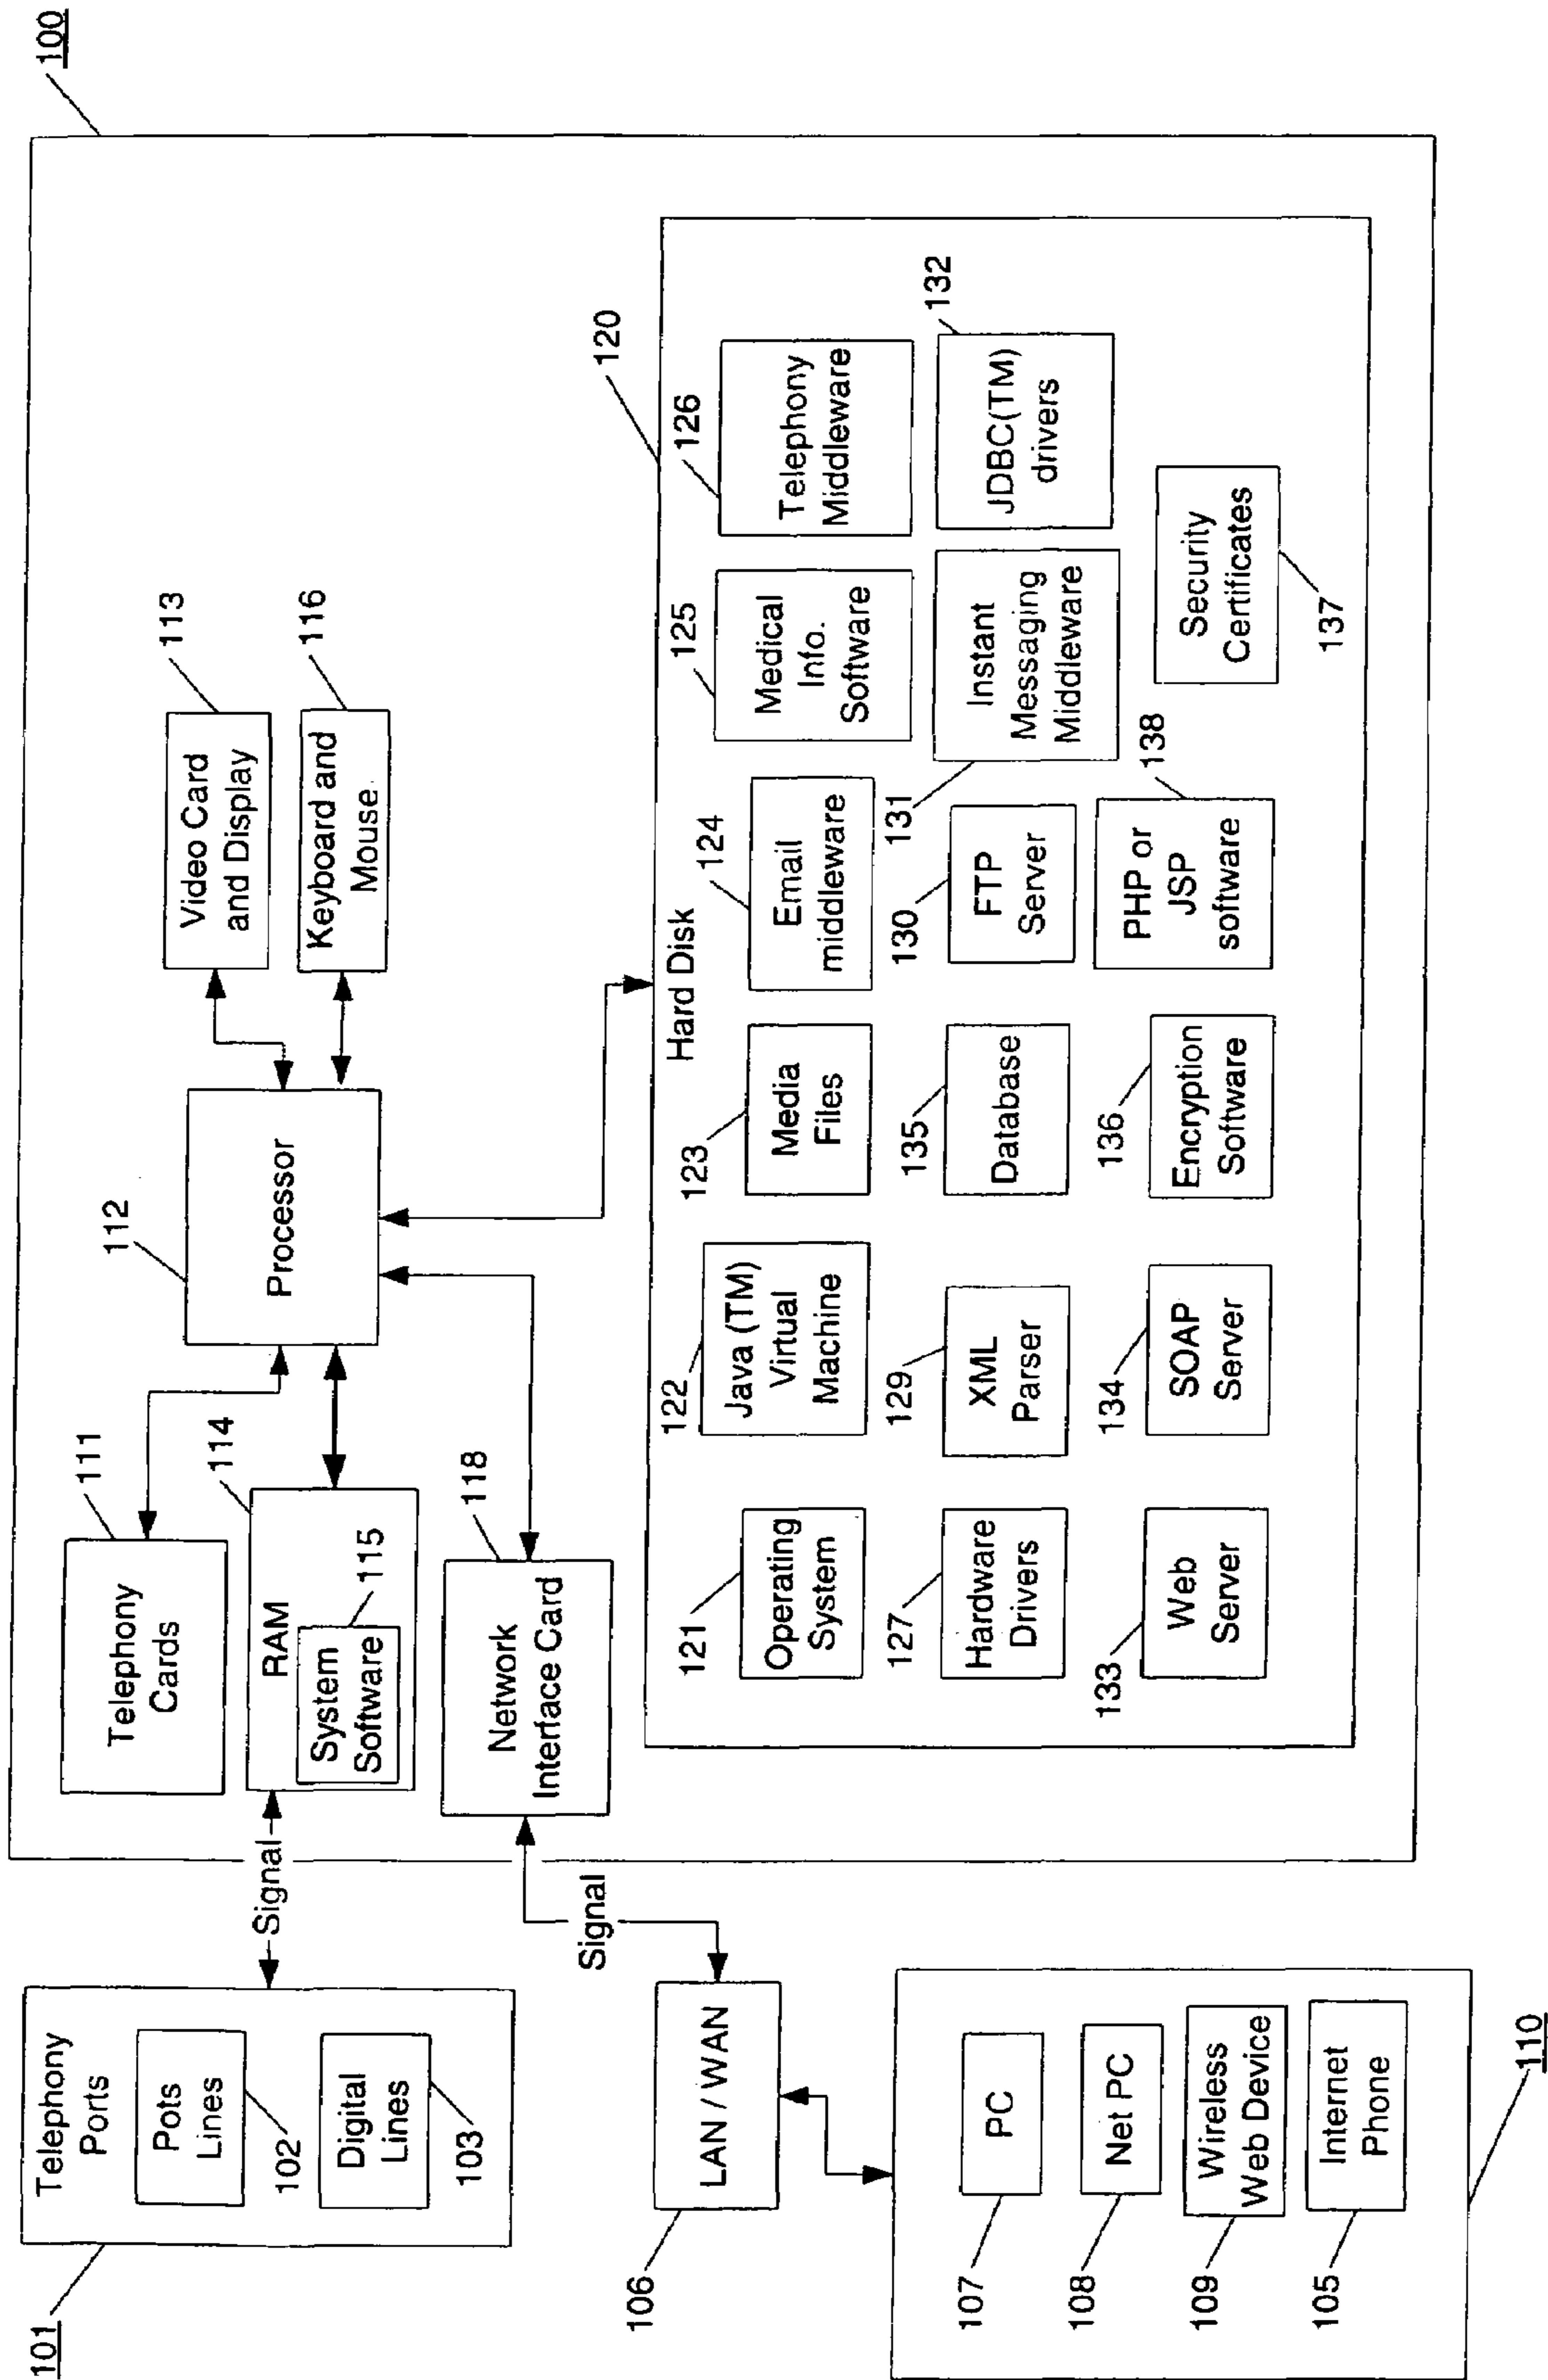 100
101
Telephony
Ports
Pots
Lines
102
Digital
Lines
103
Signal
Signal
LAN / WAN
106
PC
107
Net PC
108
Wireless
Web Device
109
Internet
Phone
105
110
Telephony
Cards
111
RAM
114
System
Software
115
Network
Interface Card
118
Processor
112
Video Card
and Display
113
Keyboard and
Mouse
116
Hard Disk
120
121
Operating
System
122
Java (TM)
Virtual
Machine
123
Media
Files
124
Email
middleware
125
Medical
Info.
Software
126
Telephony
Middleware
127
Hardware
Drivers
129
XML
Parser
135
Database
130
FTP
Server
131
Instant
Messaging
Middleware
132
JDBC(TM)
drivers
133
Web
Server
134
SOAP
Server
136
Encryption
Software
138
PHP or
JSP
software
137
Security
Certificates